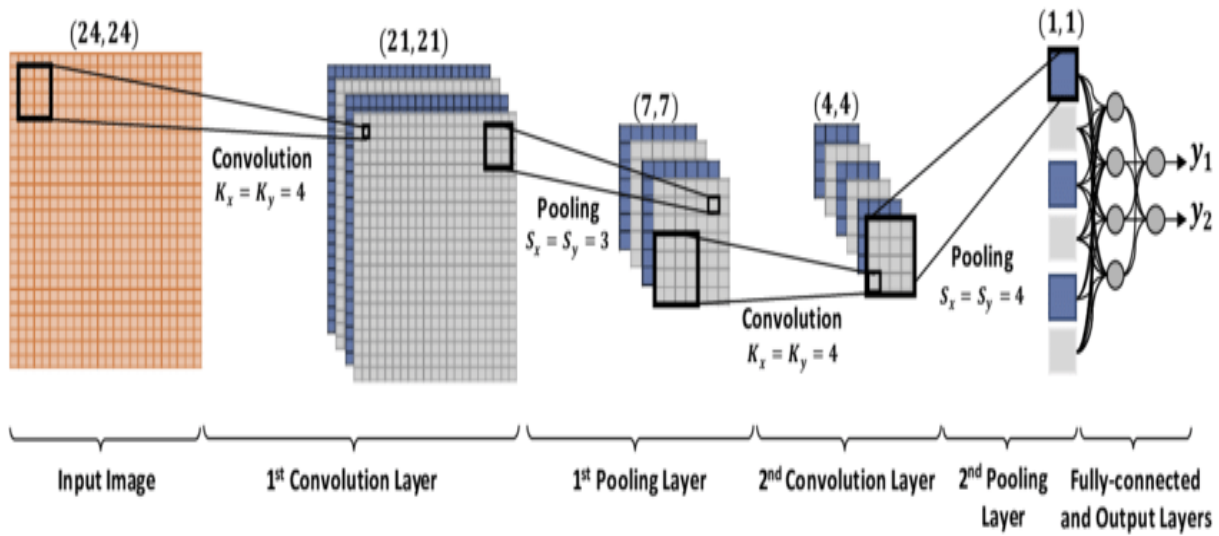 (24,24)
(21,21)
(7,7)
(4,4)
(1,1)
Convolution
Kx = Ky = 4
Pooling
Sx = Sy = 3
Convolution
Kx = Ky = 4
Pooling
Sx = Sy = 4
y1
y2
Input Image
1st Convolution Layer
1st Pooling Layer
2nd Convolution Layer
2nd Pooling
Layer
Fully-connected
and Output Layers